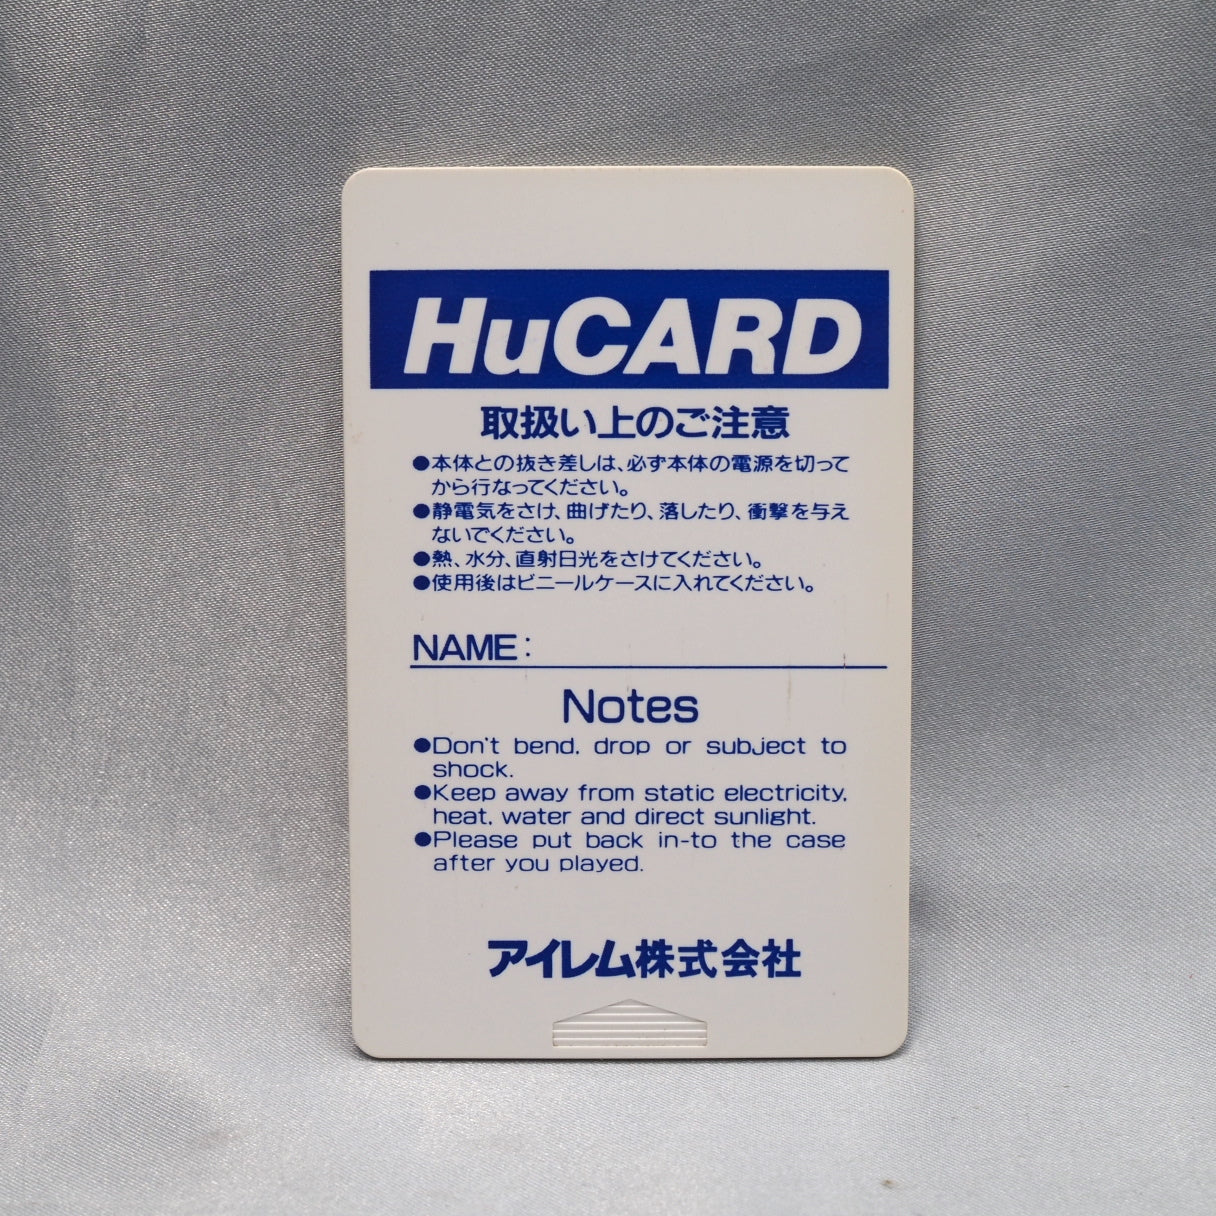 HuCARD
取扱い上のご注意
●本体との抜き差しは、必ず本体の電源を切って
から行なってください。
●静電気をさけ、曲げたり、落したり、衝撃を与え
ないでください。
●熱、水分、直射日光をさけてください。
●使用後はビニールケースに入れてください。
NAME:
Notes
●Don't bend, drop or subject to
shock.
●Keep away from static electricity,
heat, water and direct sunlight.
●Please put back in-to the case
after you played.
アイレム株式会社